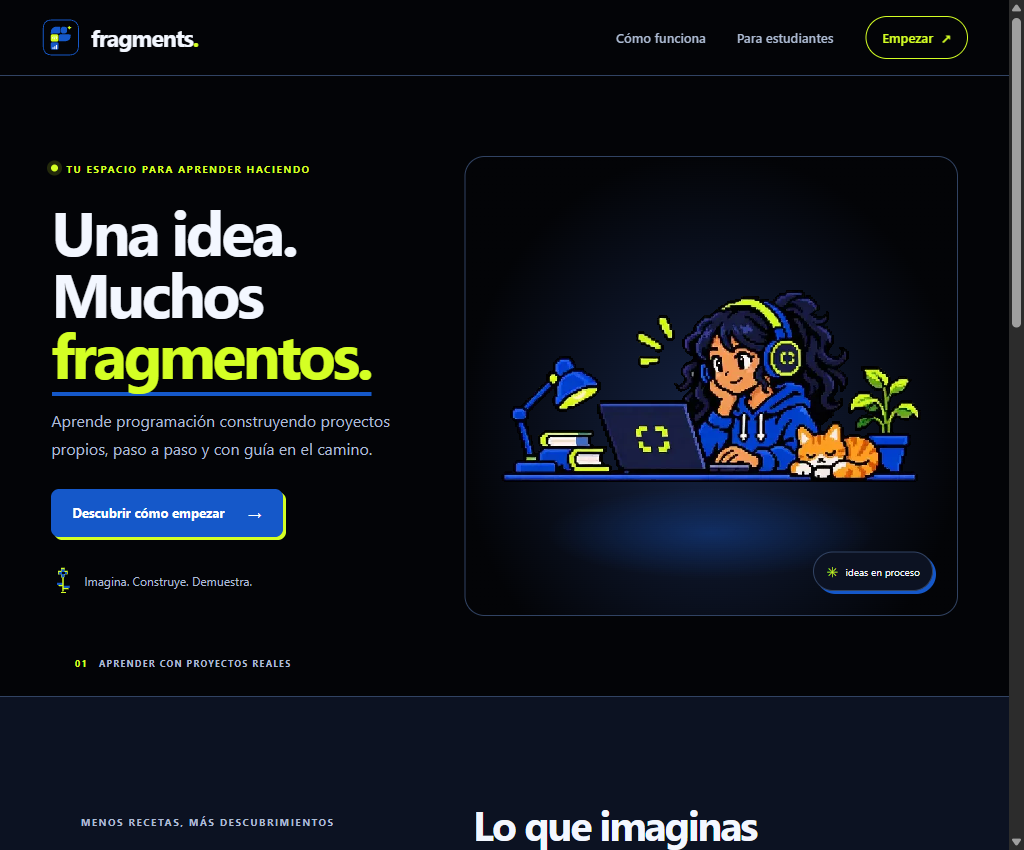 fragments.
Cómo funciona
Para estudiantes
Empezar ↗
TU ESPACIO PARA APRENDER HACIENDO
Una idea.
Muchos
fragmentos.
Aprende programación construyendo proyectos
propios, paso a paso y con guía en el camino.
Descubrir cómo empezar →
Imagina. Construye. Demuestra.
ideas en proceso
01 APRENDER CON PROYECTOS REALES
MENOS RECETAS, MÁS DESCUBRIMIENTOS
Lo que imaginas